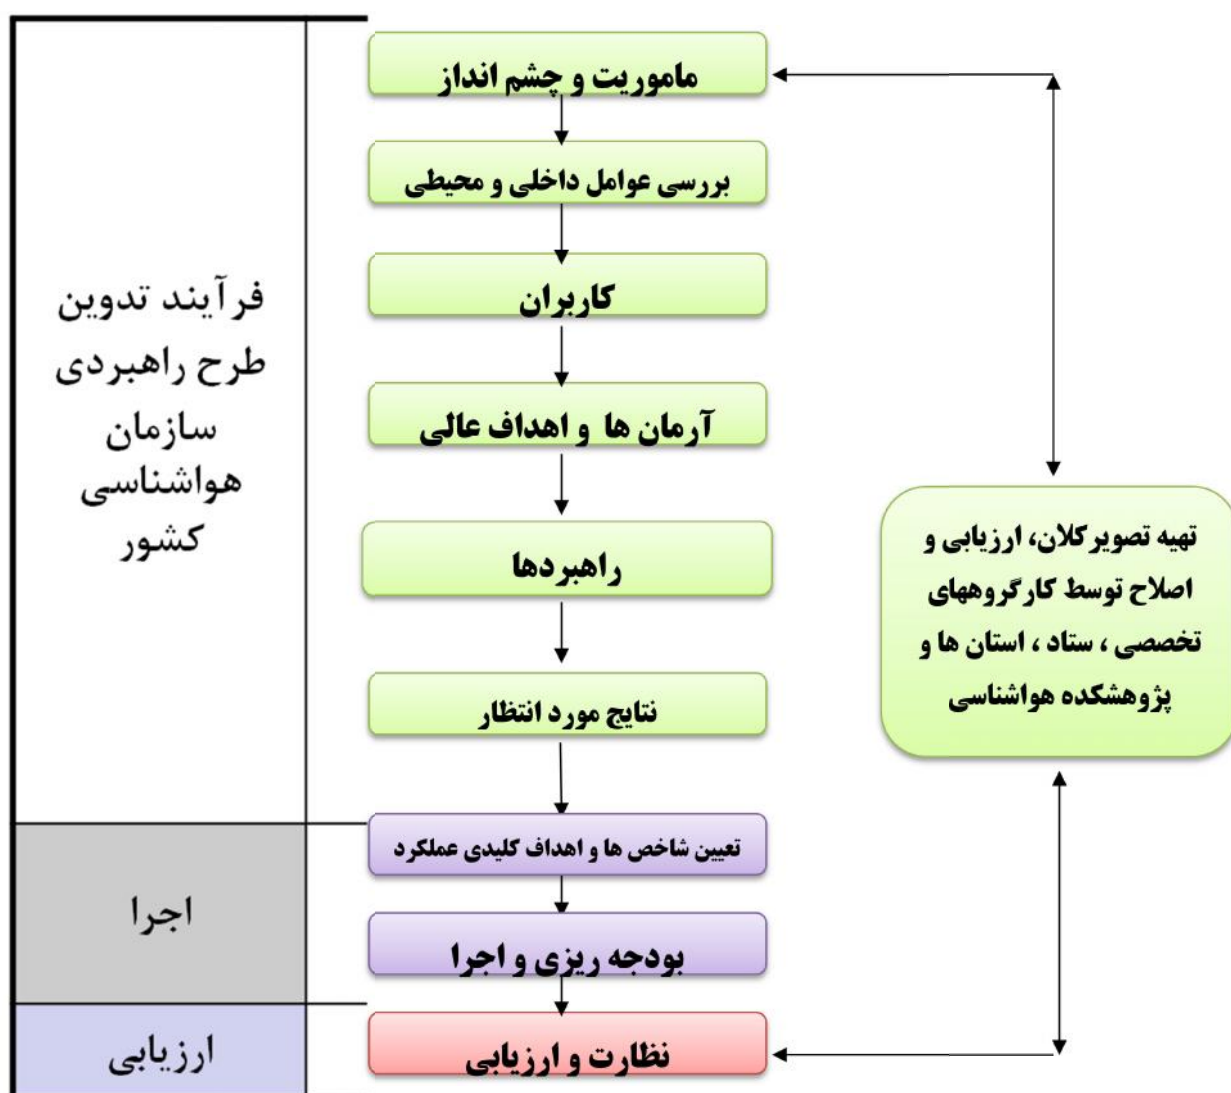 ماموریت و چشم انداز
بررسی عوامل داخلی و محیطی
کاربران
آرمان ها و اهداف عالی
راهبردها
نتایج مورد انتظار
تعیین شاخص ها و اهداف کلیدی عملکرد
بودجه ریزی و اجرا
نظارت و ارزیابی
تهیه تصویرکلان، ارزیابی و
اصلاح توسط کارگروههای
تخصصی ، ستاد ، استان ها و
پژوهشکده هواشناسی
فرآیند تدوین
طرح راهبردی
سازمان
هواشناسی
کشور
اجرا
ارزیابی